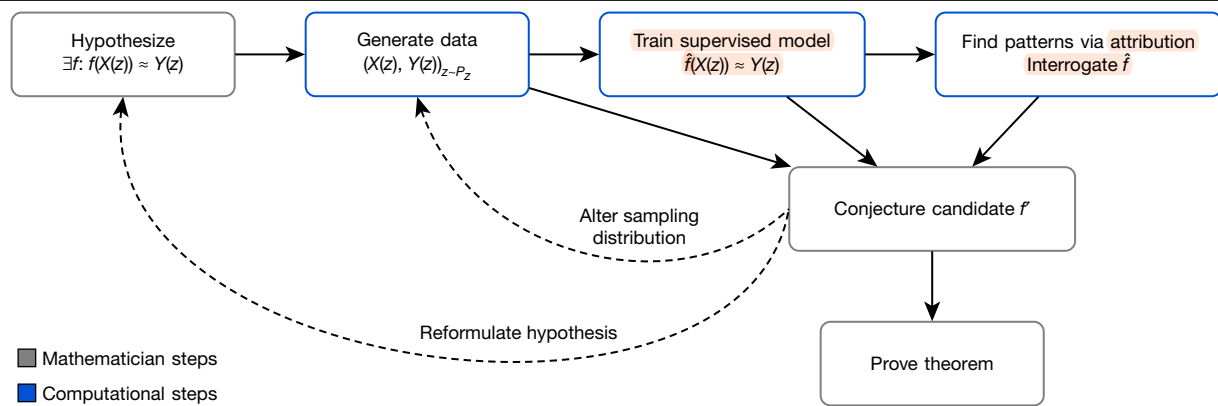 Hypothesize
∃f: f(X(z)) ≈ Y(z)
Generate data
(X(z), Y(z))z~Pz
Train supervised model
f̂(X(z)) ≈ Y(z)
Find patterns via attribution
Interrogate f̂
Conjecture candidate f′
Alter sampling
distribution
Reformulate hypothesis
Prove theorem
Mathematician steps
Computational steps